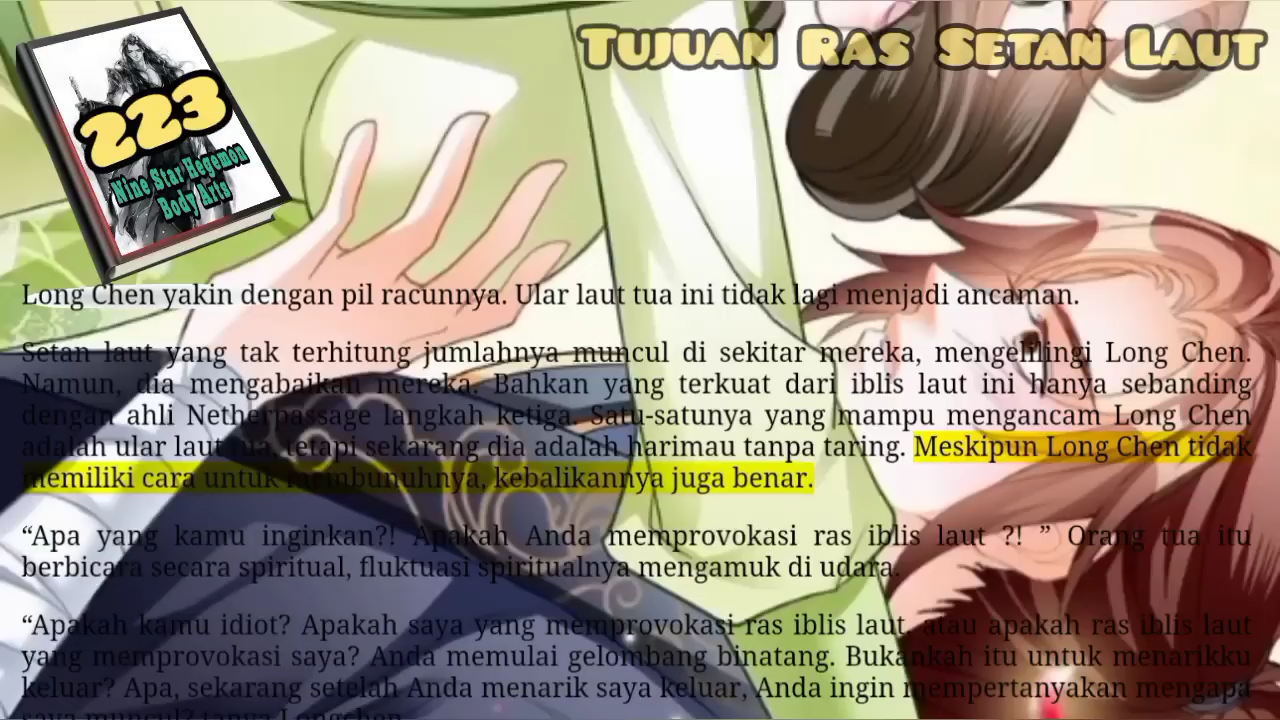 Tujuan Ras Setan Laut
223
Nine Star Hegemon
Body Arts
Long Chen yakin dengan pil racunnya. Ular laut tua ini tidak lagi menjadi ancaman.
Setan laut yang tak terhitung jumlahnya muncul di sekitar mereka, mengelilingi Long Chen.
Namun, dia mengabaikan mereka. Bahkan yang terkuat dari iblis laut ini hanya sebanding
dengan ahli Netherpassage langkah ketiga. Satu-satunya yang mampu mengancam Long Chen
adalah ular laut tua, tetapi sekarang dia adalah harimau tanpa taring. Meskipun Long Chen tidak
memiliki cara untuk membunuhnya, kebalikannya juga benar.
“Apa yang kamu inginkan?! Apakah Anda memprovokasi ras iblis laut ?! ” Orang tua itu
berbicara secara spiritual, fluktuasi spiritualnya mengamuk di udara.
“Apakah kamu idiot? Apakah saya yang memprovokasi ras iblis laut, atau apakah ras iblis laut
yang memprovokasi saya? Anda memulai gelombang binatang. Bukankah itu untuk menarikku
keluar? Apa, sekarang setelah Anda menarik saya keluar, Anda ingin mempertanyakan mengapa
saya muncul? tanya Longchen.